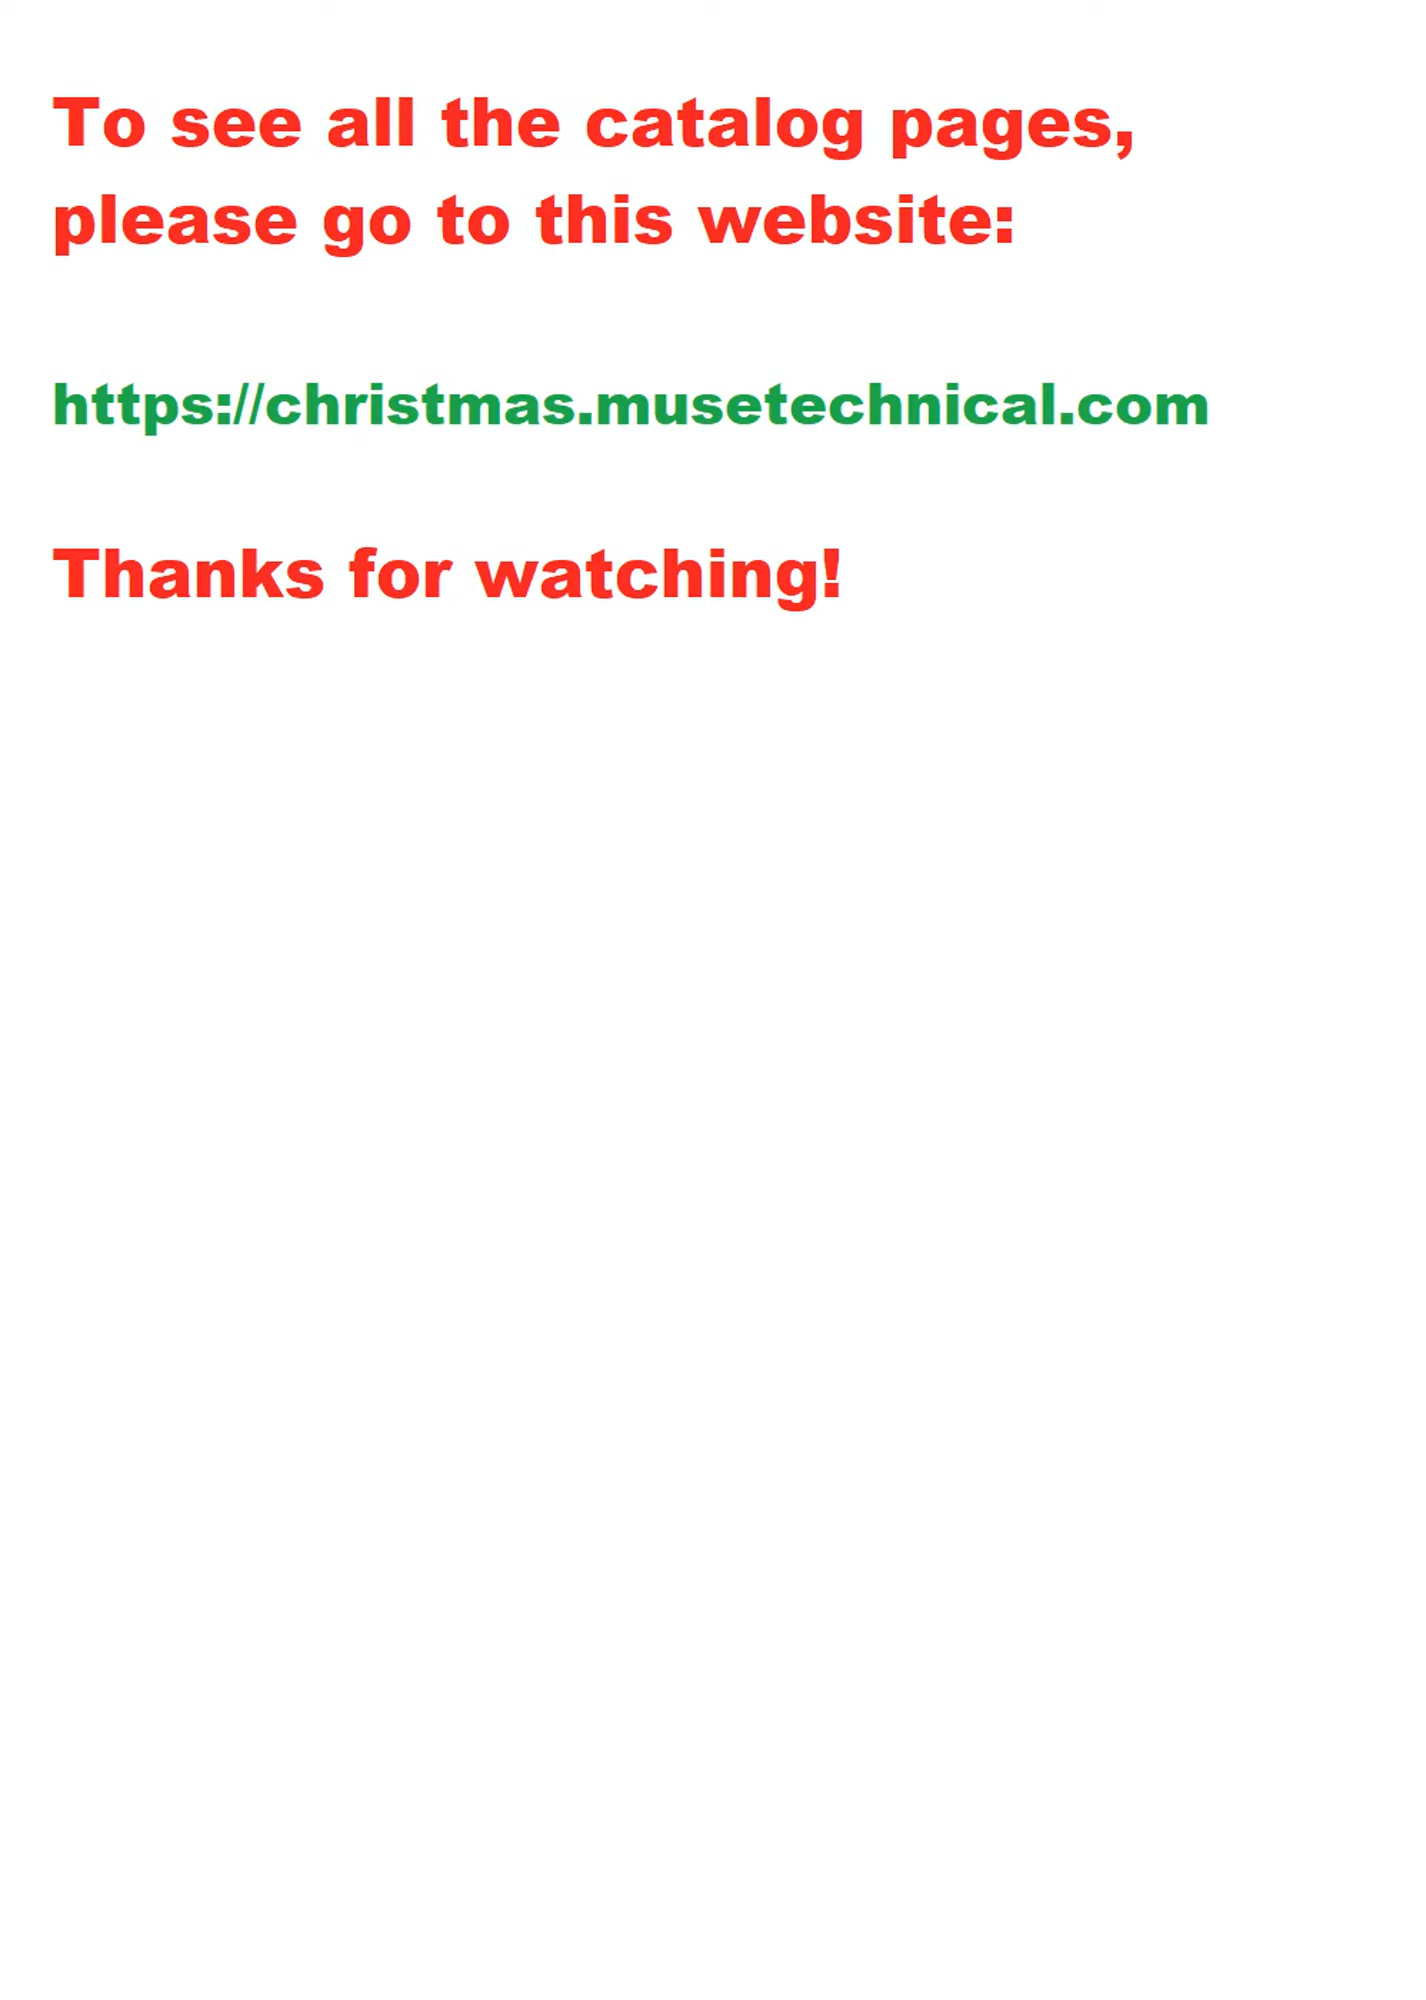 To see all the catalog pages,
please go to this website:
https://christmas.musetechnical.com
Thanks for watching!